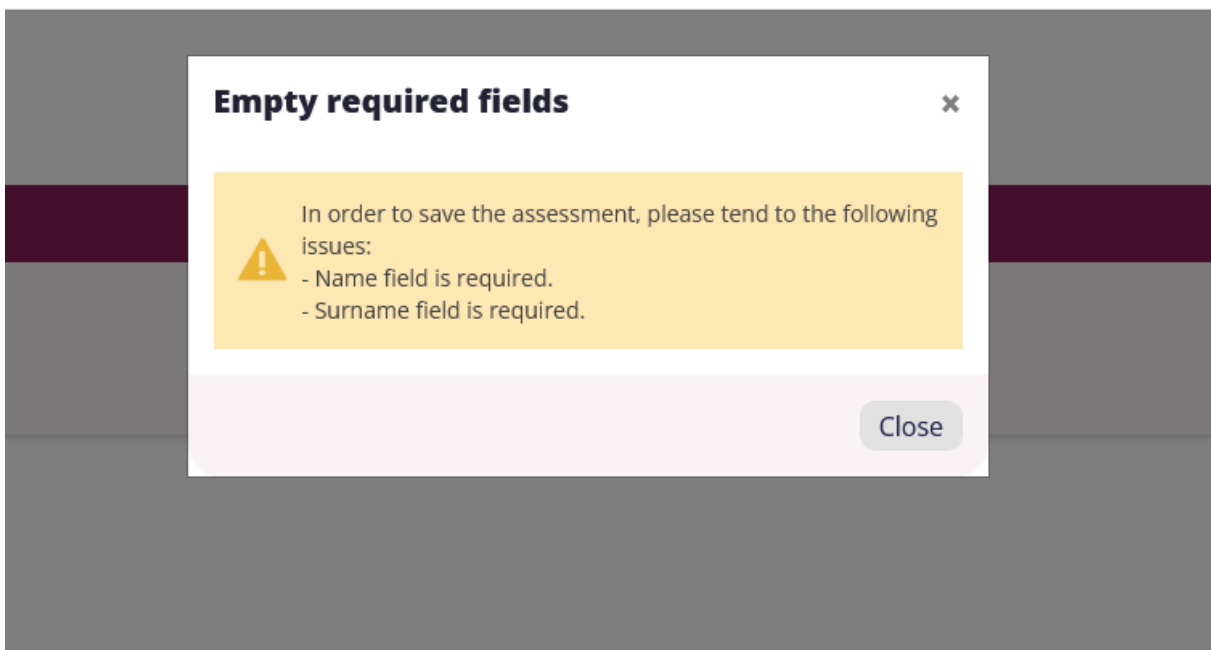 Empty required fields
In order to save the assessment, please tend to the following
issues:
- Name field is required.
- Surname field is required.
Close